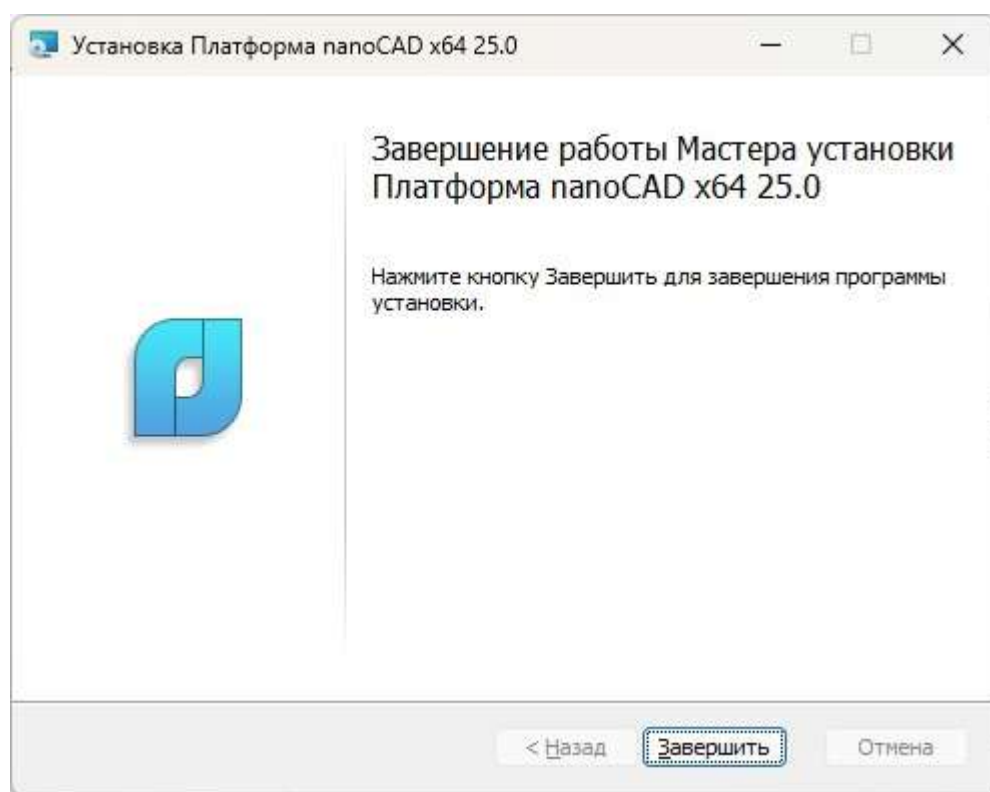 Установка Платформа nanoCAD x64 25.0
Завершение работы Мастера установки
Платформа nanoCAD x64 25.0
Нажмите кнопку Завершить для завершения программы
установки.
< Назад Завершить Отмена